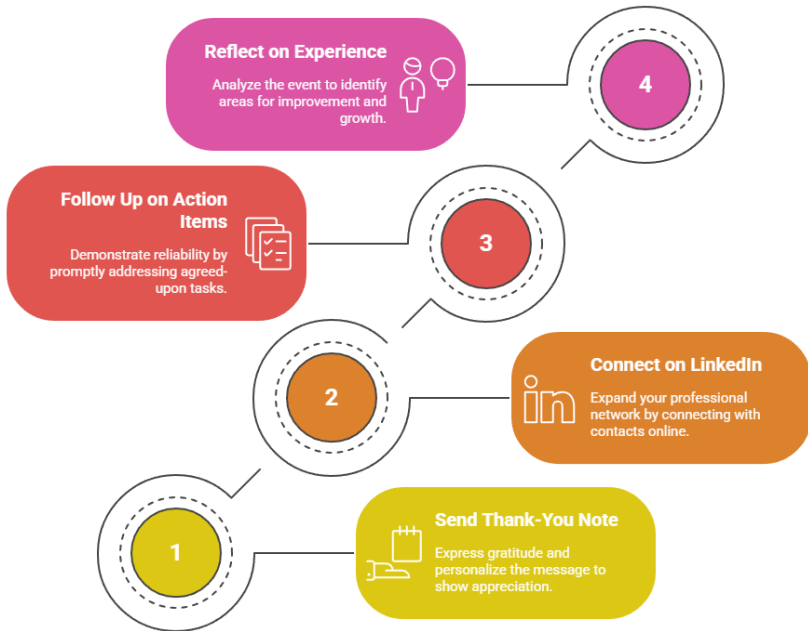 Reflect on Experience
Analyze the event to identify
areas for improvement and
growth.
4
Follow Up on Action
Items
Demonstrate reliability by
promptly addressing agreed-
upon tasks.
3
2
Connect on LinkedIn
Expand your professional
network by connecting with
contacts online.
in
1
Send Thank-You Note
Express gratitude and
personalize the message to
show appreciation.